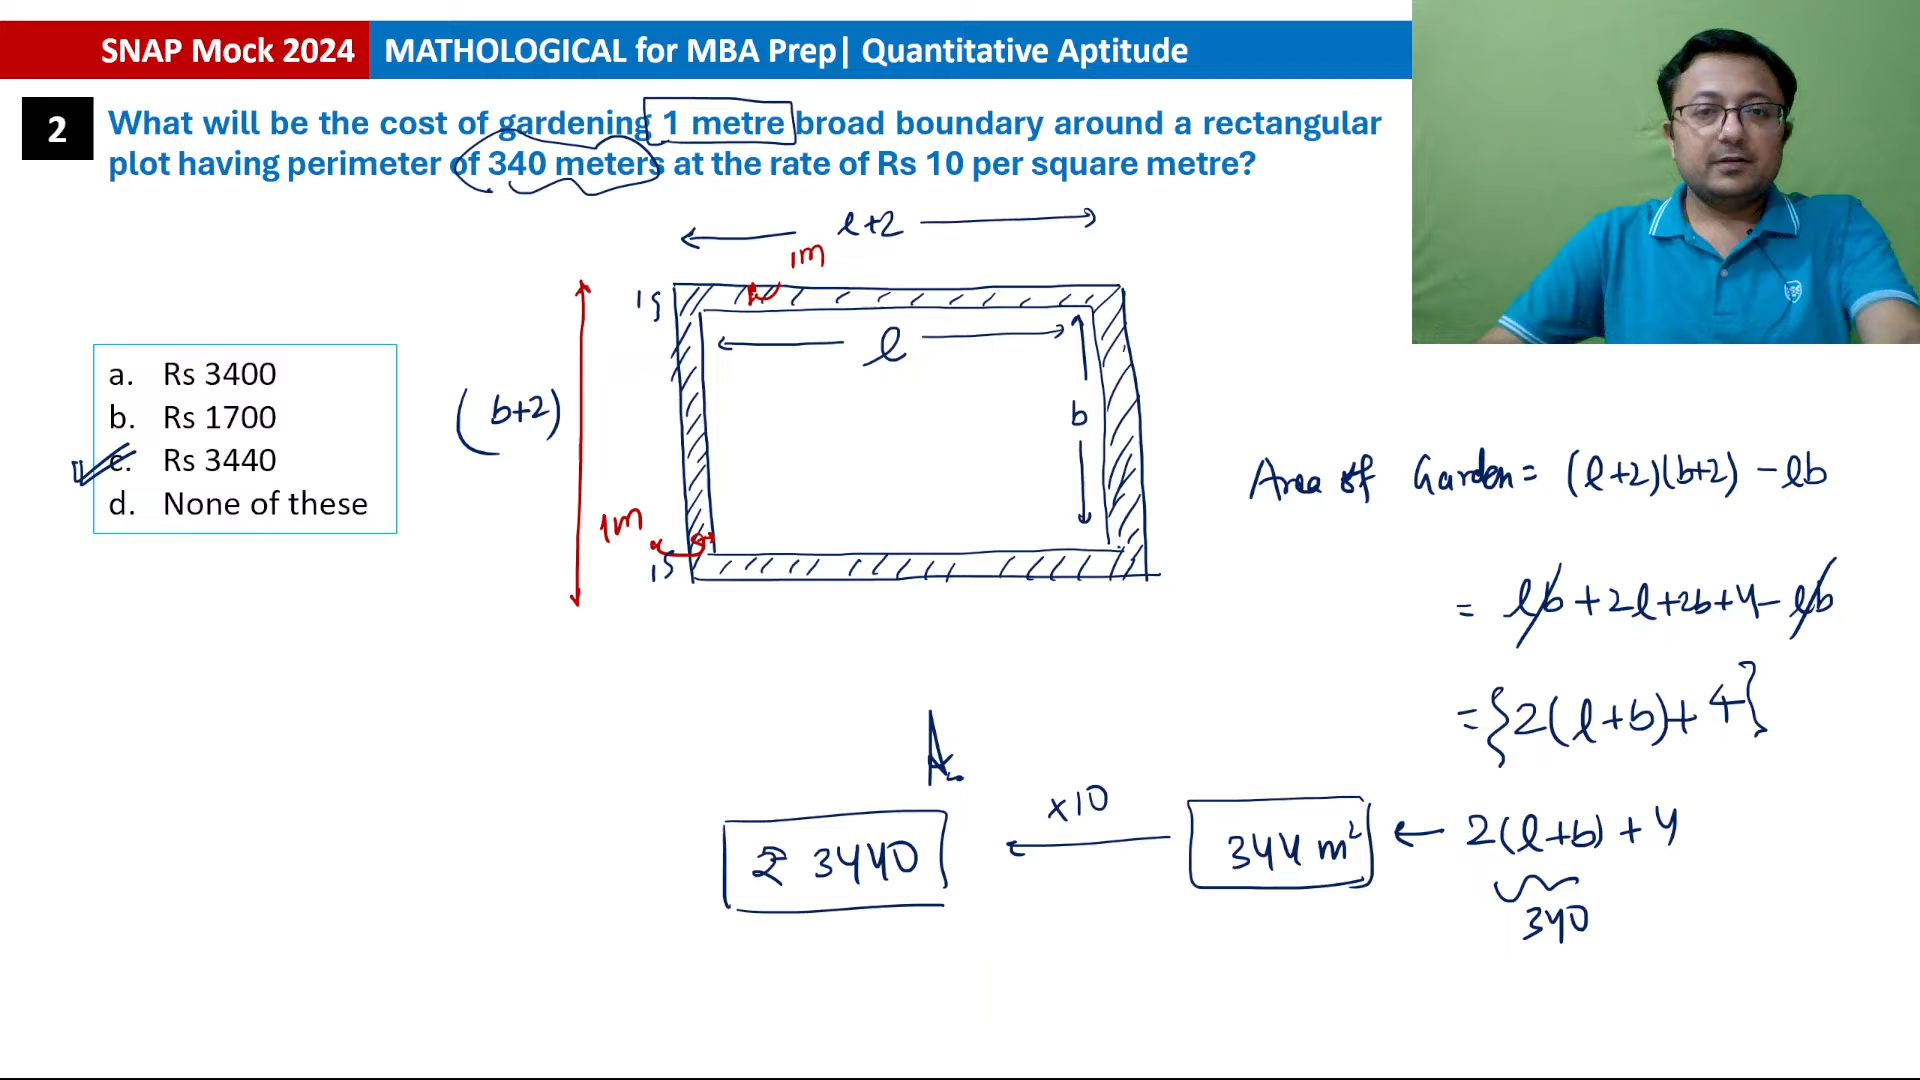 SNAP Mock 2024 MATHOLOGICAL for MBA Prep| Quantitative Aptitude
2 What will be the cost of gardening 1 metre broad boundary around a rectangular
plot having perimeter of 340 meters at the rate of Rs 10 per square metre?
l+2
1m
1
l
a. Rs 3400
b. Rs 1700
c. Rs 3440
d. None of these
(b+2)
b
1m
1
Area of Garden = (l+2)(b+2) - lb
= lb + 2l + 2b + 4 - lb
= {2(l+b) + 4}
₹ 3440
×10
344 m²
← 2(l+b) + 4
340